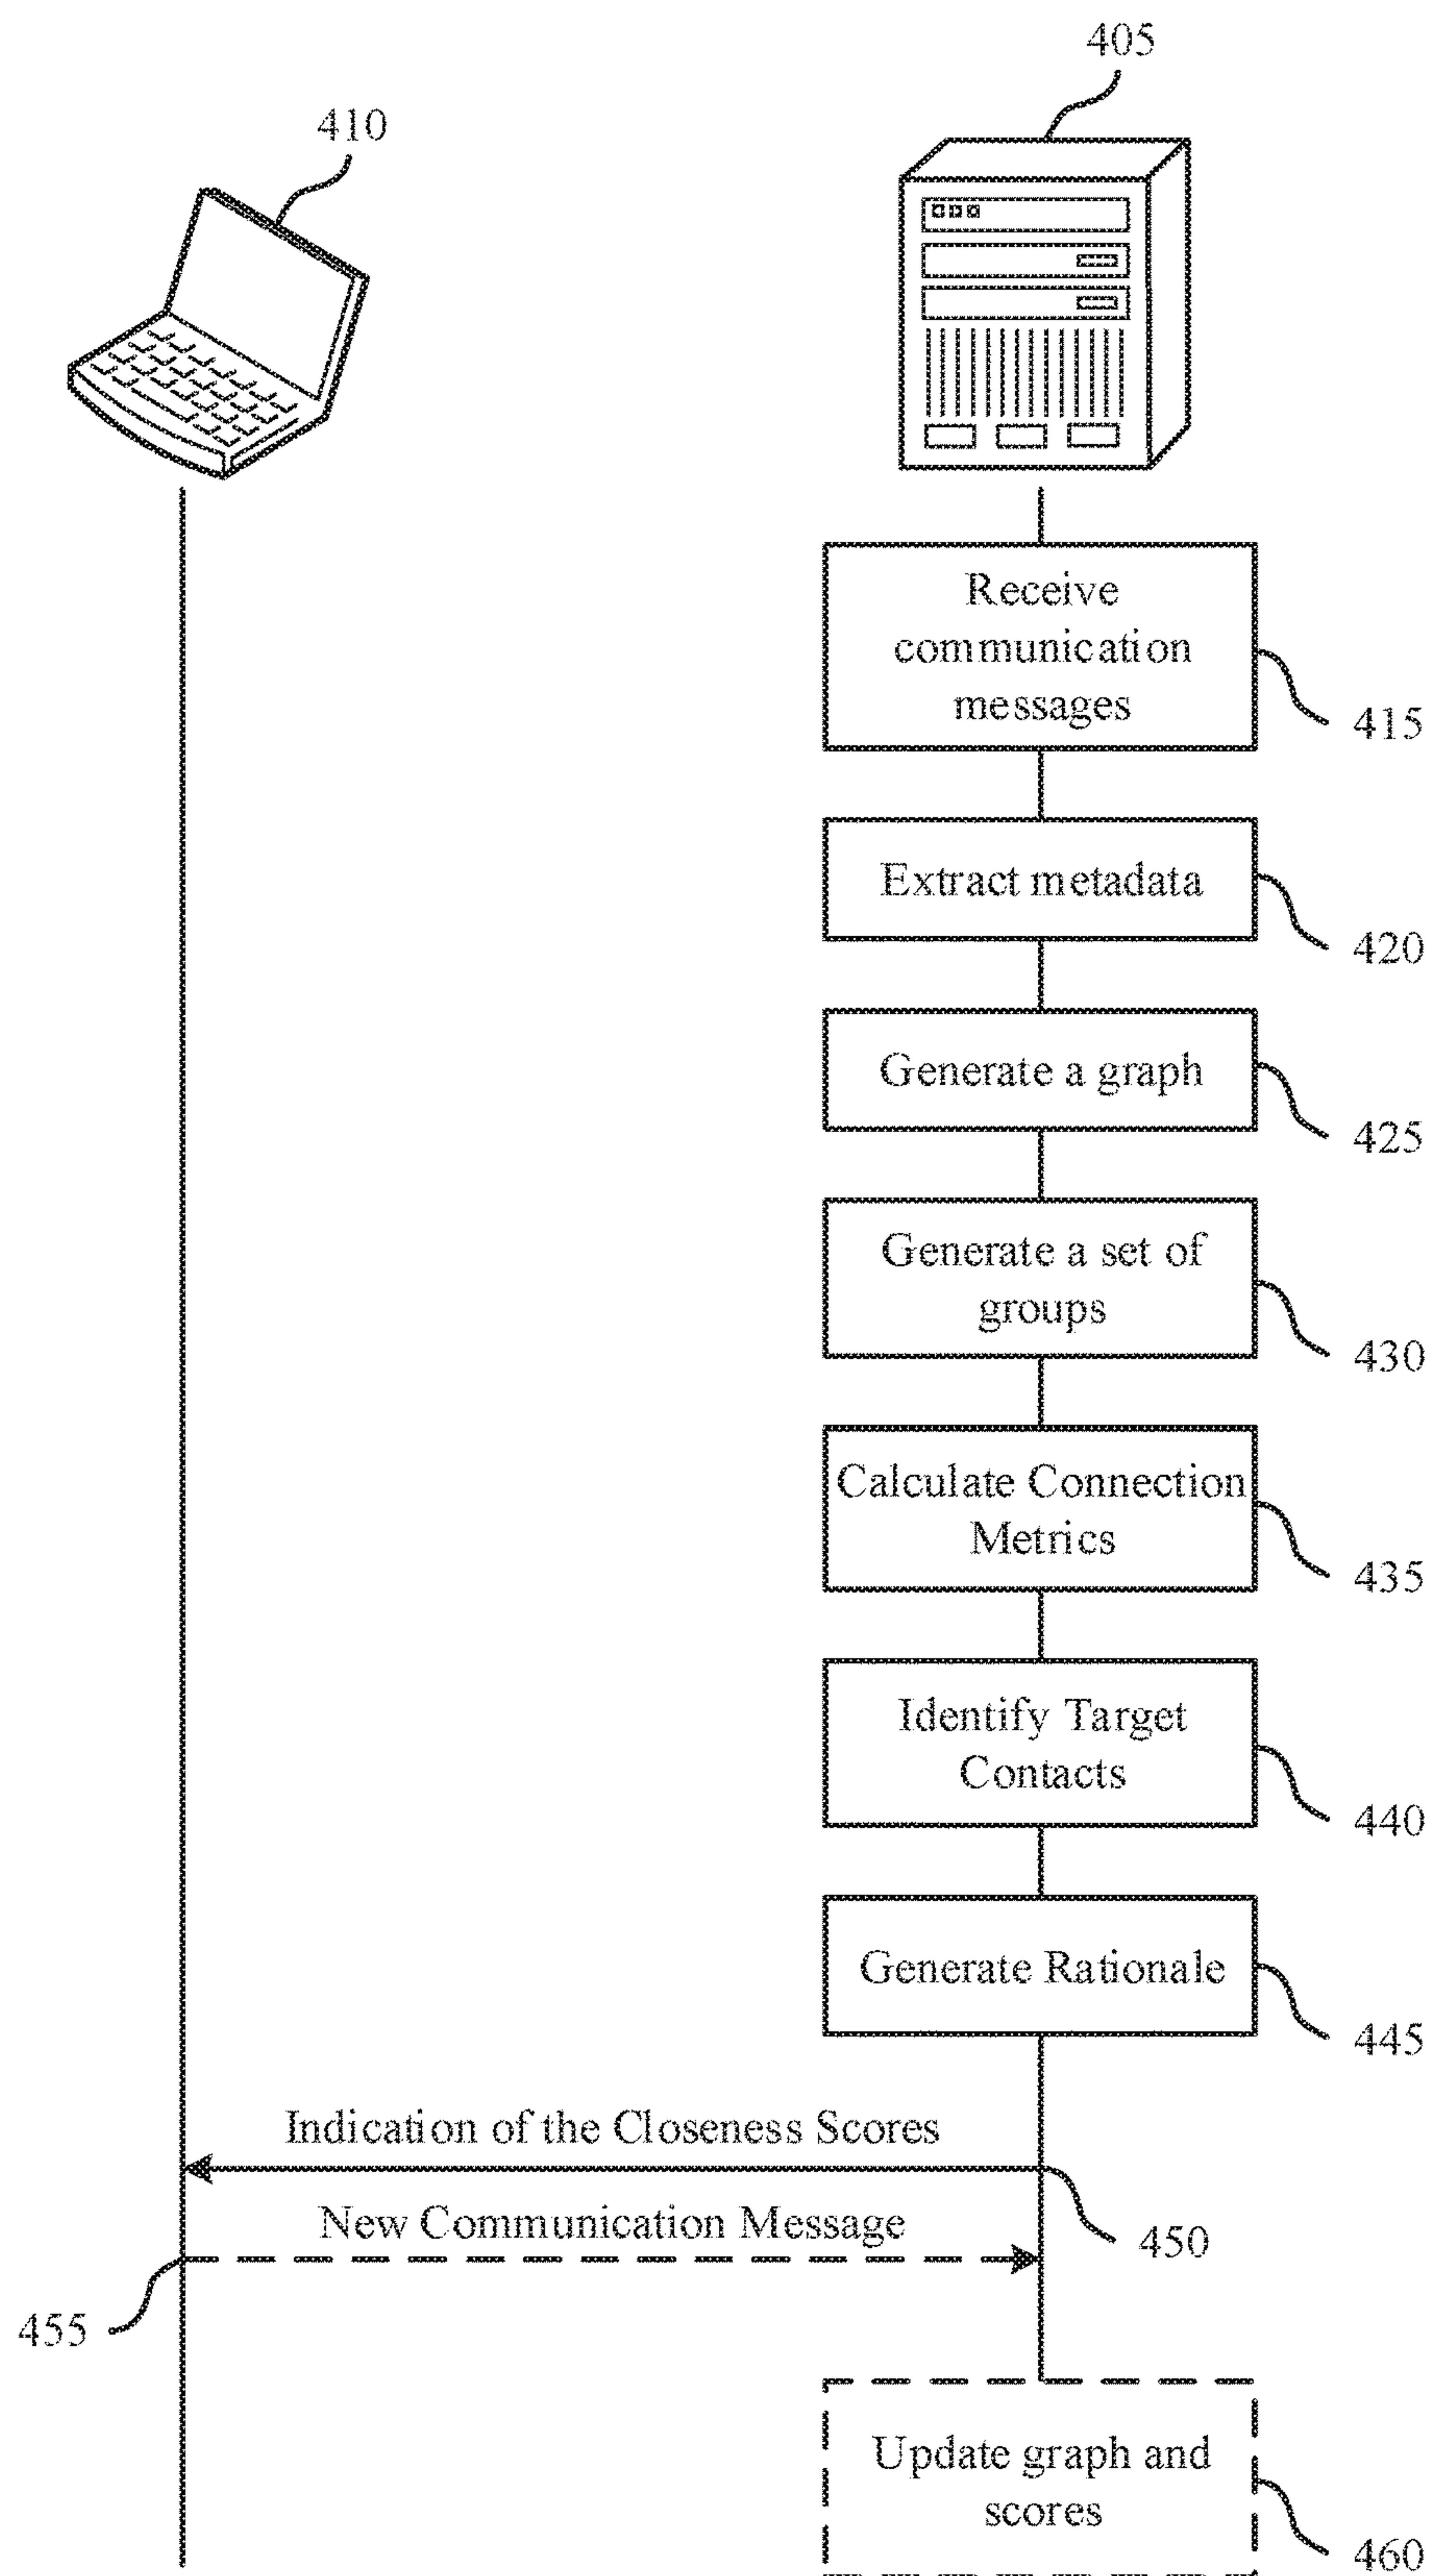 405
410
Receive
communication
messages
415
Extract metadata
420
Generate a graph
425
Generate a set of
groups
430
Calculate Connection
Metrics
435
Identify Target
Contacts
440
Generate Rationale
445
Indication of the Closeness Scores
New Communication Message
450
455
Update graph and
scores
460